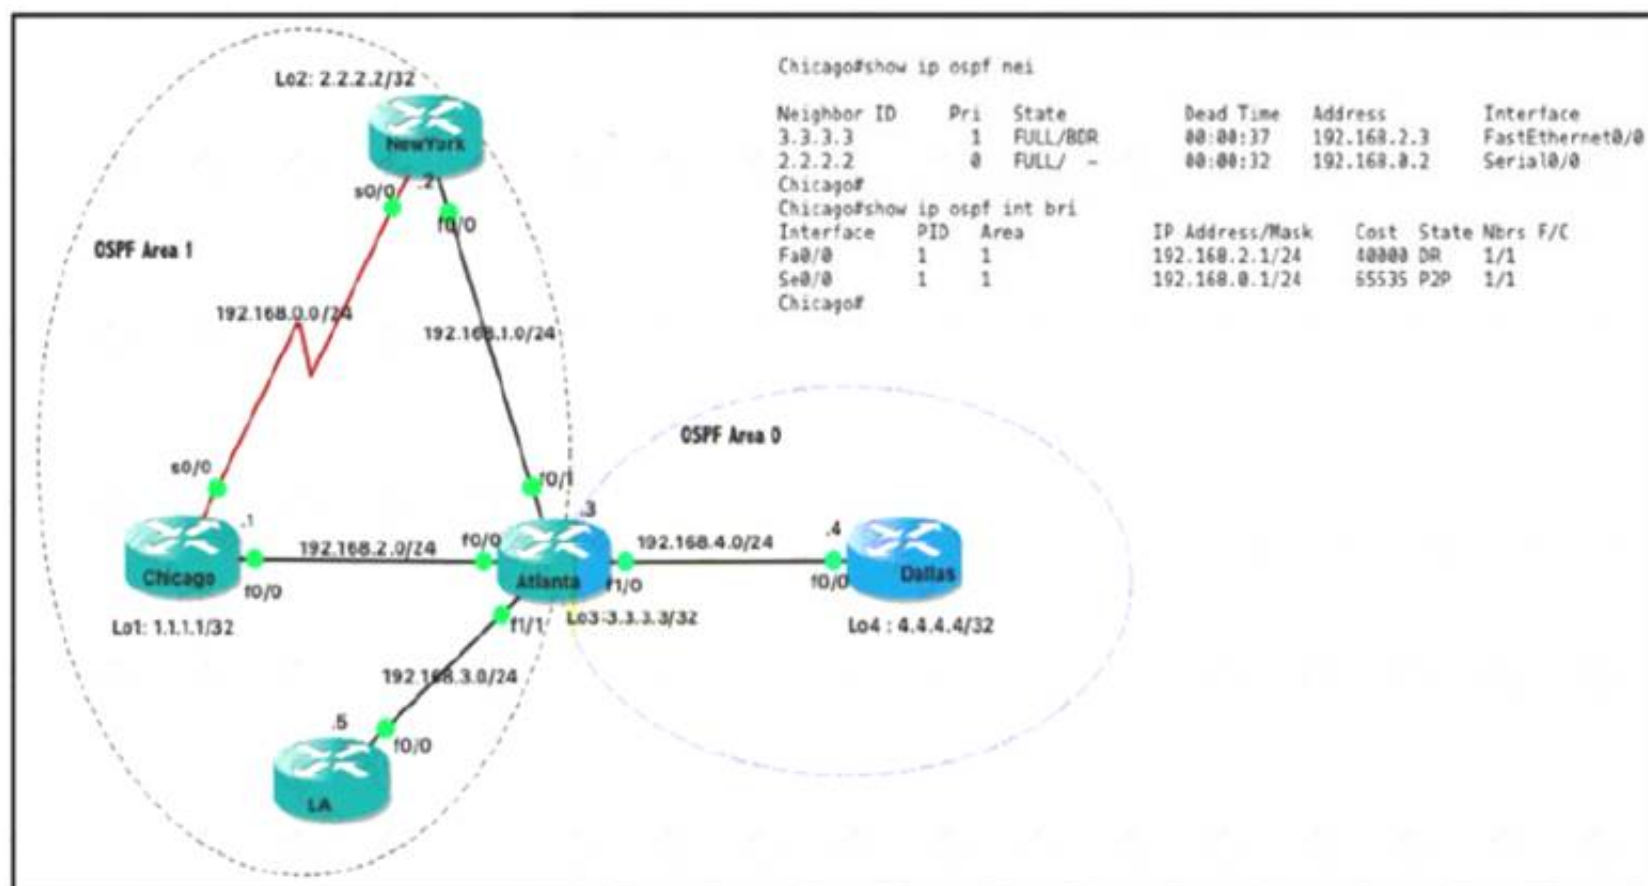 Lo2: 2.2.2.2/32
NewYork
s0/0
.2
f0/0
OSPF Area 1
192.168.0.0/24
192.168.1.0/24
s0/0
f0/1
.1
.3
192.168.2.0/24
f0/0
Chicago
f0/0
Atlanta
Lo1: 1.1.1.1/32
f1/1
192.168.3.0/24
.5
f0/0
LA
OSPF Area 0
192.168.4.0/24
.4
f1/0
f0/0
Dallas
Lo3:3.3.3.3/32
Lo4 : 4.4.4.4/32
Chicago#show ip ospf nei
Neighbor ID Pri State Dead Time Address Interface
3.3.3.3 1 FULL/BDR 00:00:37 192.168.2.3 FastEthernet0/0
2.2.2.2 0 FULL/ - 00:00:32 192.168.0.2 Serial0/0
Chicago#
Chicago#show ip ospf int bri
Interface PID Area IP Address/Mask Cost State Nbrs F/C
Fa0/0 1 1 192.168.2.1/24 40000 DR 1/1
Se0/0 1 1 192.168.0.1/24 65535 P2P 1/1
Chicago#